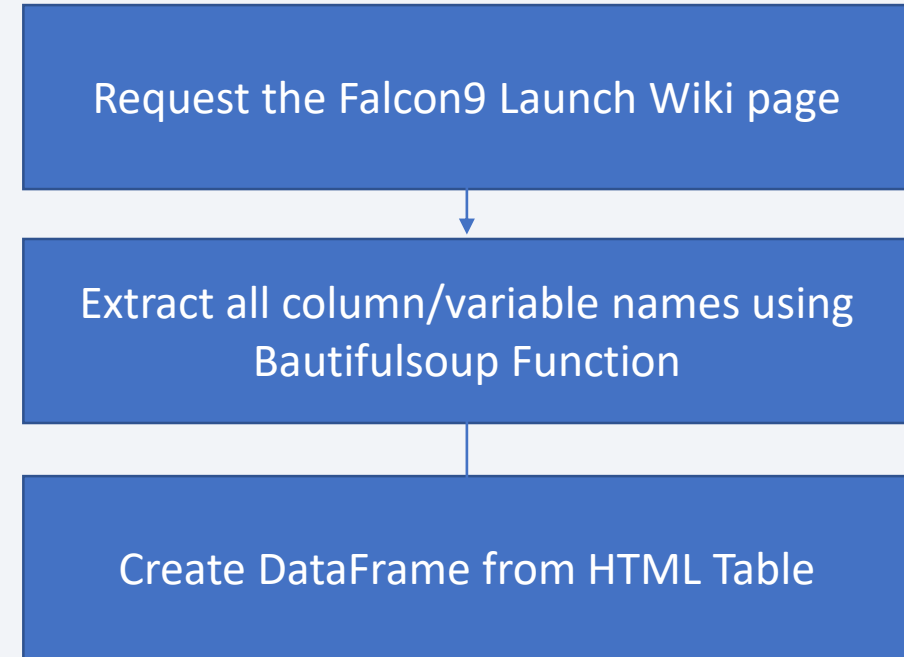 Request the Falcon9 Launch Wiki page
Extract all column/variable names using
Bautifulsoup Function
Create DataFrame from HTML Table